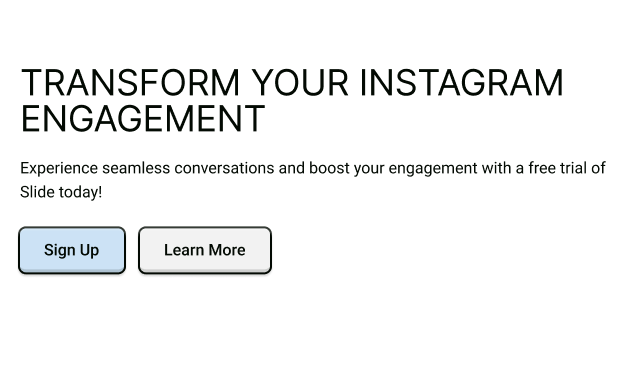 TRANSFORM YOUR INSTAGRAM
ENGAGEMENT
Experience seamless conversations and boost your engagement with a free trial of
Slide today!
Sign Up
Learn More